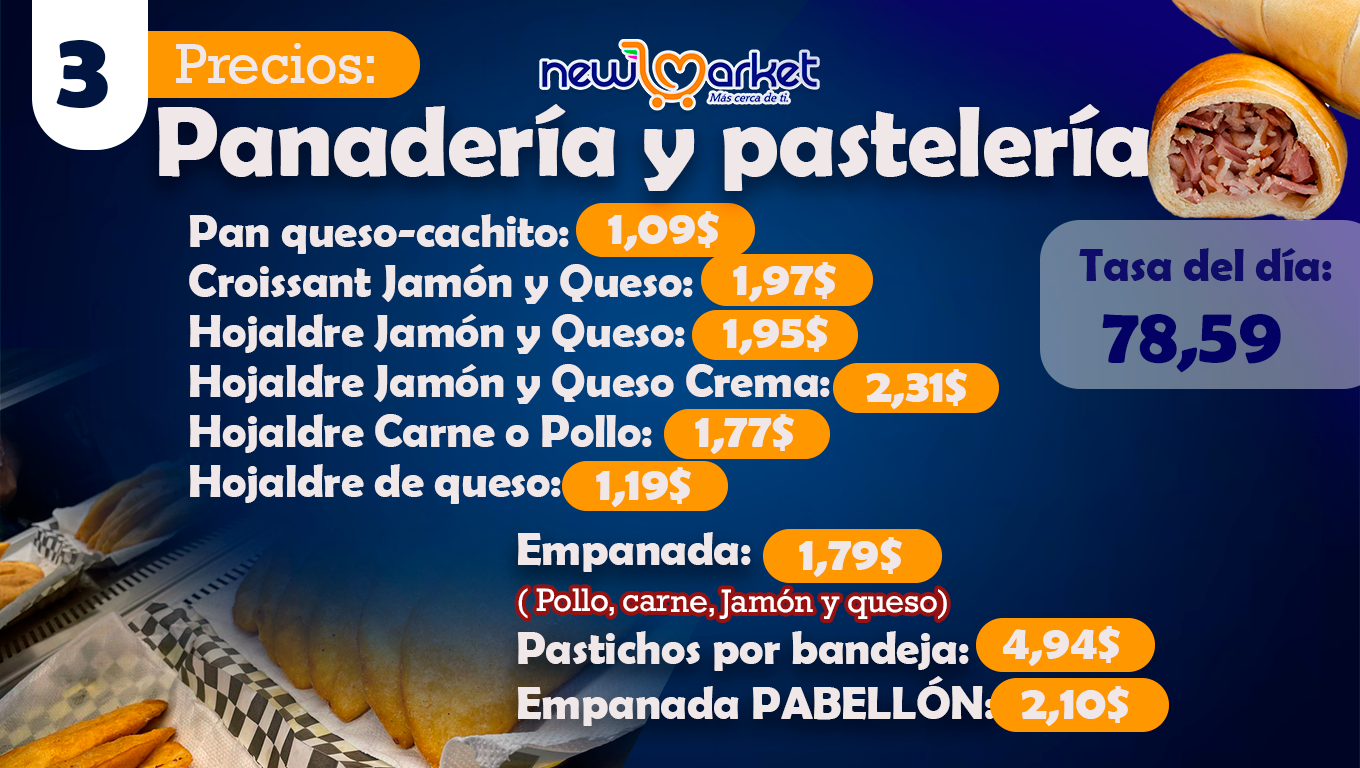 3
Precios:
new market
Más cerca de ti.
Panadería y pastelería
Pan queso-cachito: 1,09$
Croissant Jamón y Queso: 1,97$
Hojaldre Jamón y Queso: 1,95$
Hojaldre Jamón y Queso Crema: 2,31$
Hojaldre Carne o Pollo: 1,77$
Hojaldre de queso: 1,19$
Tasa del día:
78,59
Empanada: 1,79$
( Pollo, carne, Jamón y queso)
Pastichos por bandeja: 4,94$
Empanada PABELLÓN: 2,10$